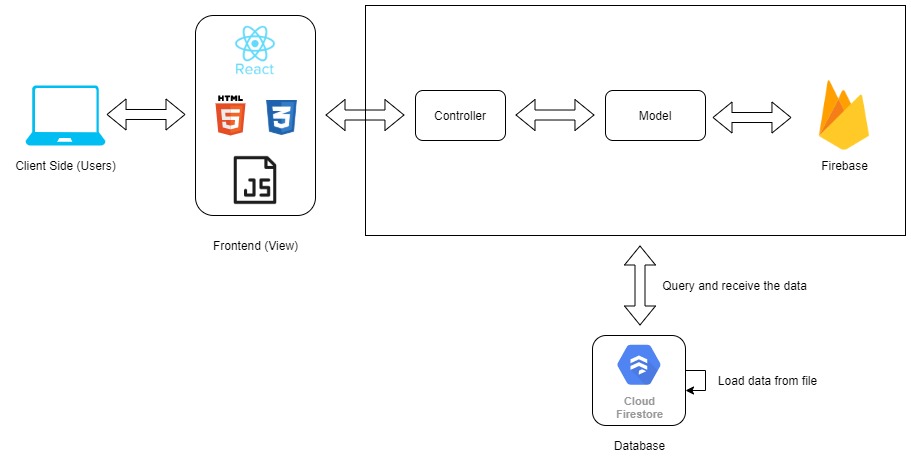 React
HTML
5
3
JS
Client Side (Users)
Frontend (View)
Controller
Model
Firebase
Query and receive the data
Cloud
Firestore
Load data from file
Database